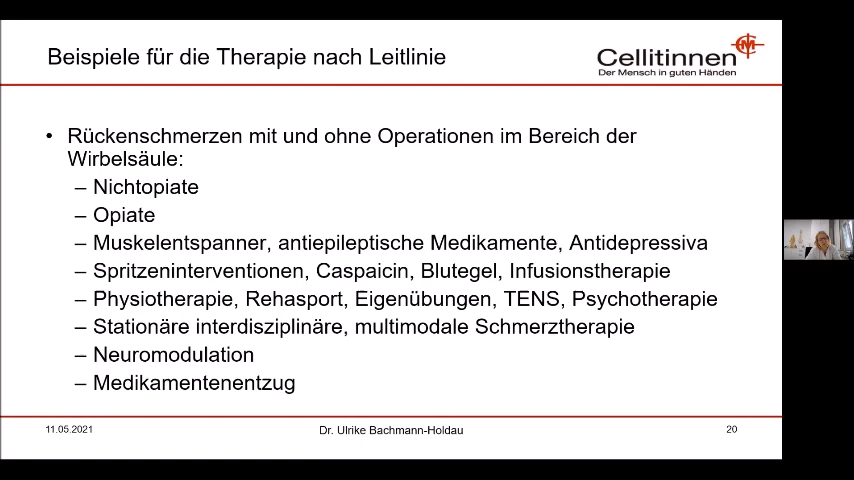 Beispiele für die Therapie nach Leitlinie
Cellitinnen
Der Mensch in guten Händen
• Rückenschmerzen mit und ohne Operationen im Bereich der
Wirbelsäule:
– Nichtopiate
– Opiate
– Muskelentspanner, antiepileptische Medikamente, Antidepressiva
– Spritzeninterventionen, Caspaicin, Blutegel, Infusionstherapie
– Physiotherapie, Rehasport, Eigenübungen, TENS, Psychotherapie
– Stationäre interdisziplinäre, multimodale Schmerztherapie
– Neuromodulation
– Medikamentenentzug
11.05.2021
Dr. Ulrike Bachmann-Holdau
20